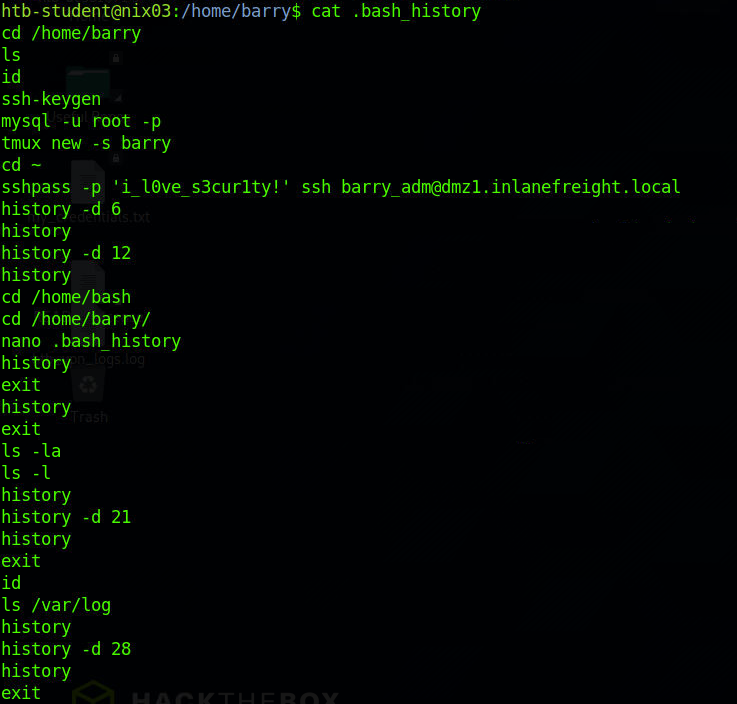 htb-student@nix03:/home/barry$ cat .bash_history
cd /home/barry
ls
id
ssh-keygen
mysql -u root -p
tmux new -s barry
cd ~
sshpass -p 'i_l0ve_s3cur1ty!' ssh barry_adm@dmz1.inlanefreight.local
history -d 6
history
history -d 12
history
cd /home/bash
cd /home/barry/
nano .bash_history
history
exit
history
Trash
exit
ls -la
ls -l
history
history -d 21
history
exit
id
ls /var/log
history
history -d 28
history
exit
HACKTHEBOX